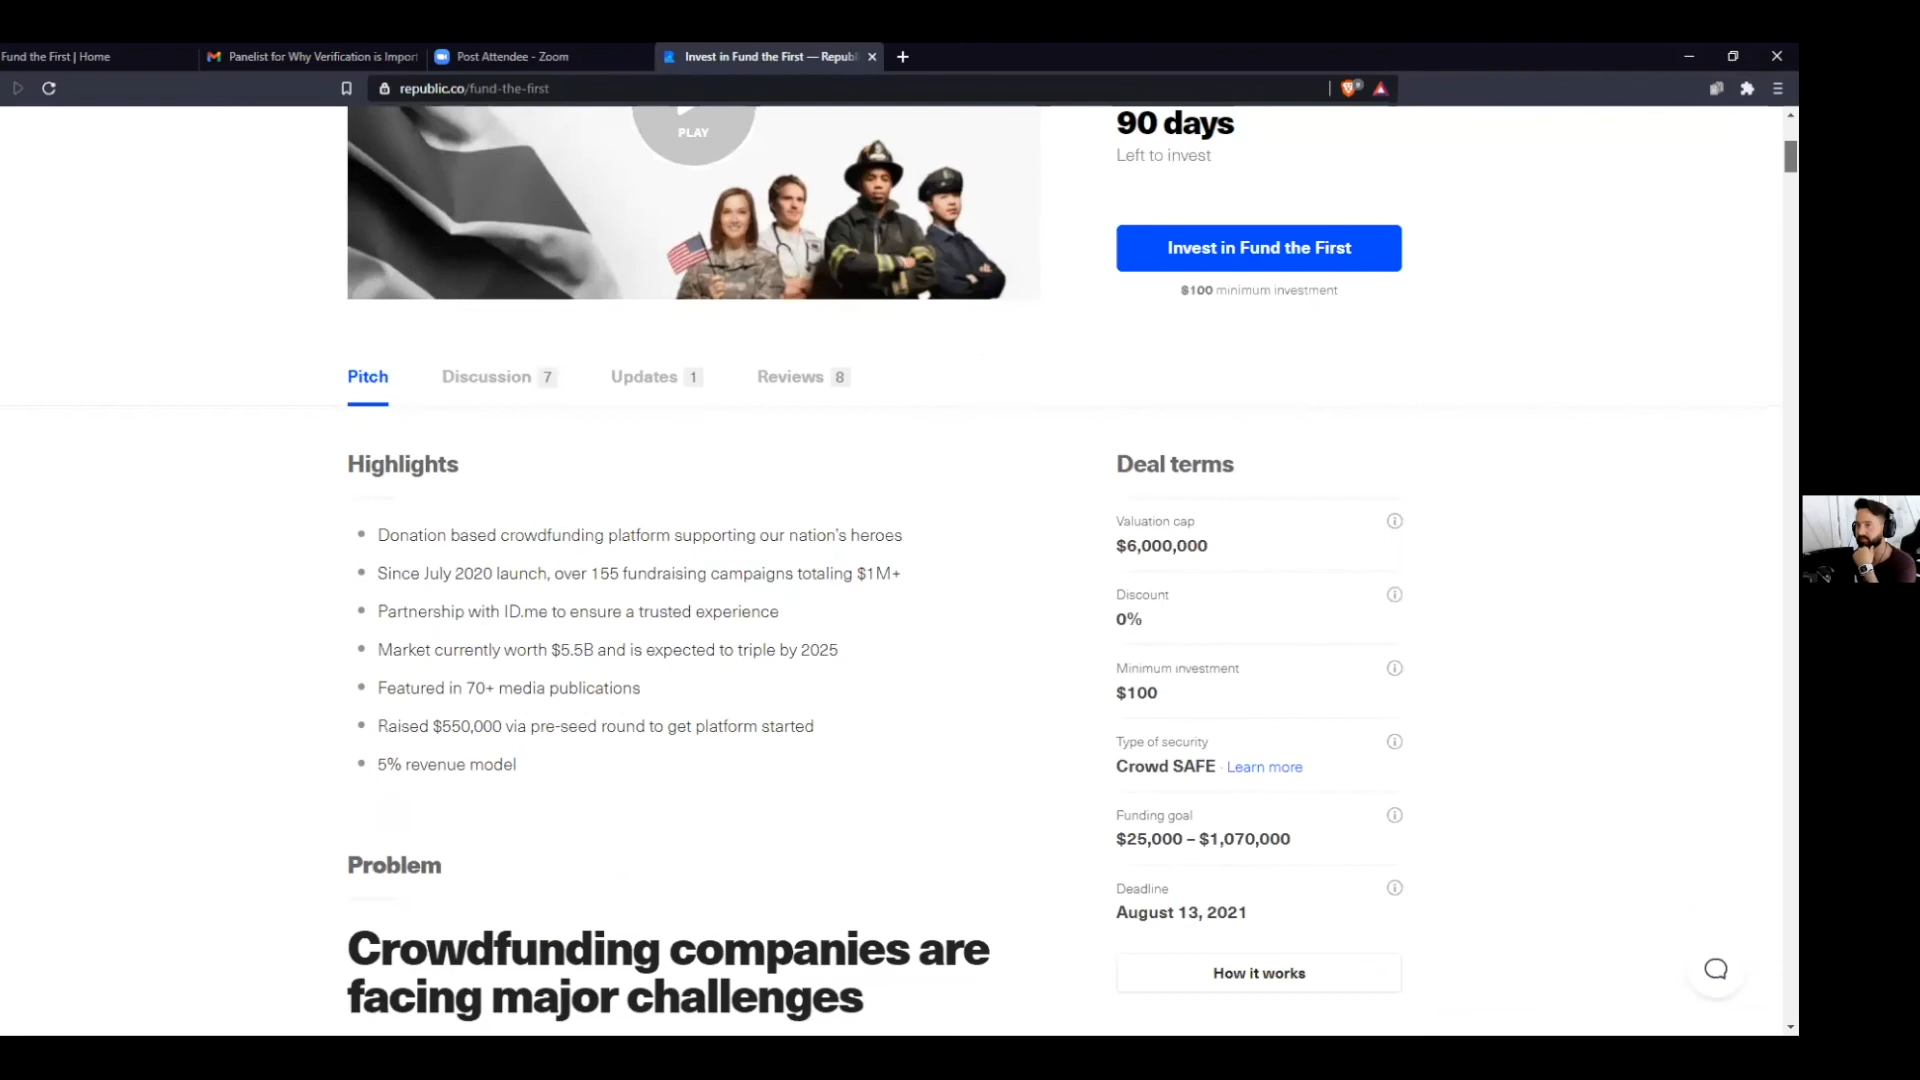 Fund the First | Home
Panelist for Why Verification is Import
Post Attendee - Zoom
Invest in Fund the First — Republ
republic.co/fund-the-first
PLAY
90 days
Left to invest
Invest in Fund the First
$100 minimum investment
Pitch
Discussion 7
Updates 1
Reviews 8
Highlights
Donation based crowdfunding platform supporting our nation's heroes
Since July 2020 launch, over 155 fundraising campaigns totaling $1M+
Partnership with ID.me to ensure a trusted experience
Market currently worth $5.5B and is expected to triple by 2025
Featured in 70+ media publications
Raised $550,000 via pre-seed round to get platform started
5% revenue model
Problem
Crowdfunding companies are
facing major challenges
Deal terms
Valuation cap
$6,000,000
Discount
0%
Minimum investment
$100
Type of security
Crowd SAFE · Learn more
Funding goal
$25,000 – $1,070,000
Deadline
August 13, 2021
How it works